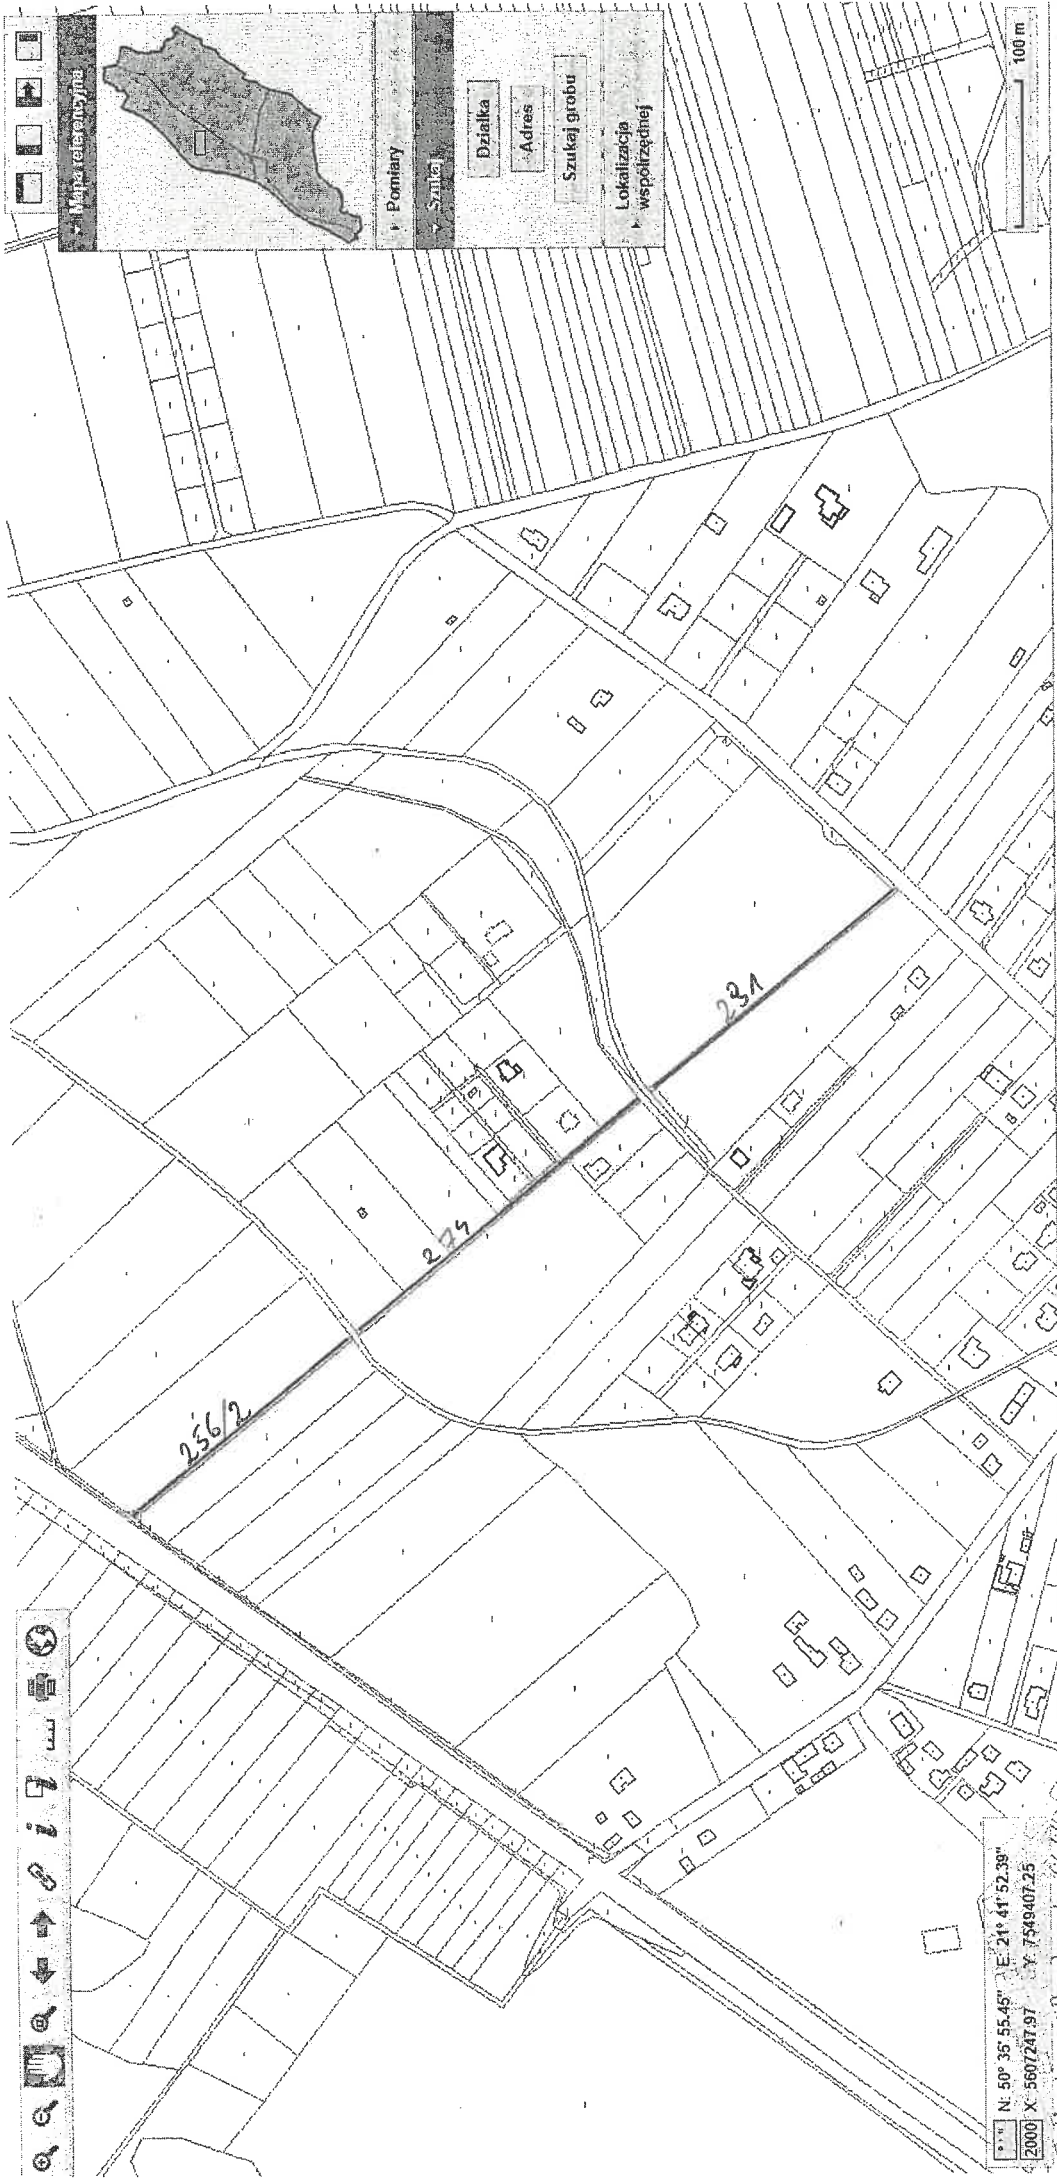 Mapa referencyjna
Pomiary
Szukaj
Działka
Adres
Szukaj grobu
Lokalizacja
współrzędnej
100 m
256/2
274
231
N: 50° 35' 55.45" E: 21° 41' 52.39"
2000 X: 5607247.97 Y: 7549407.25